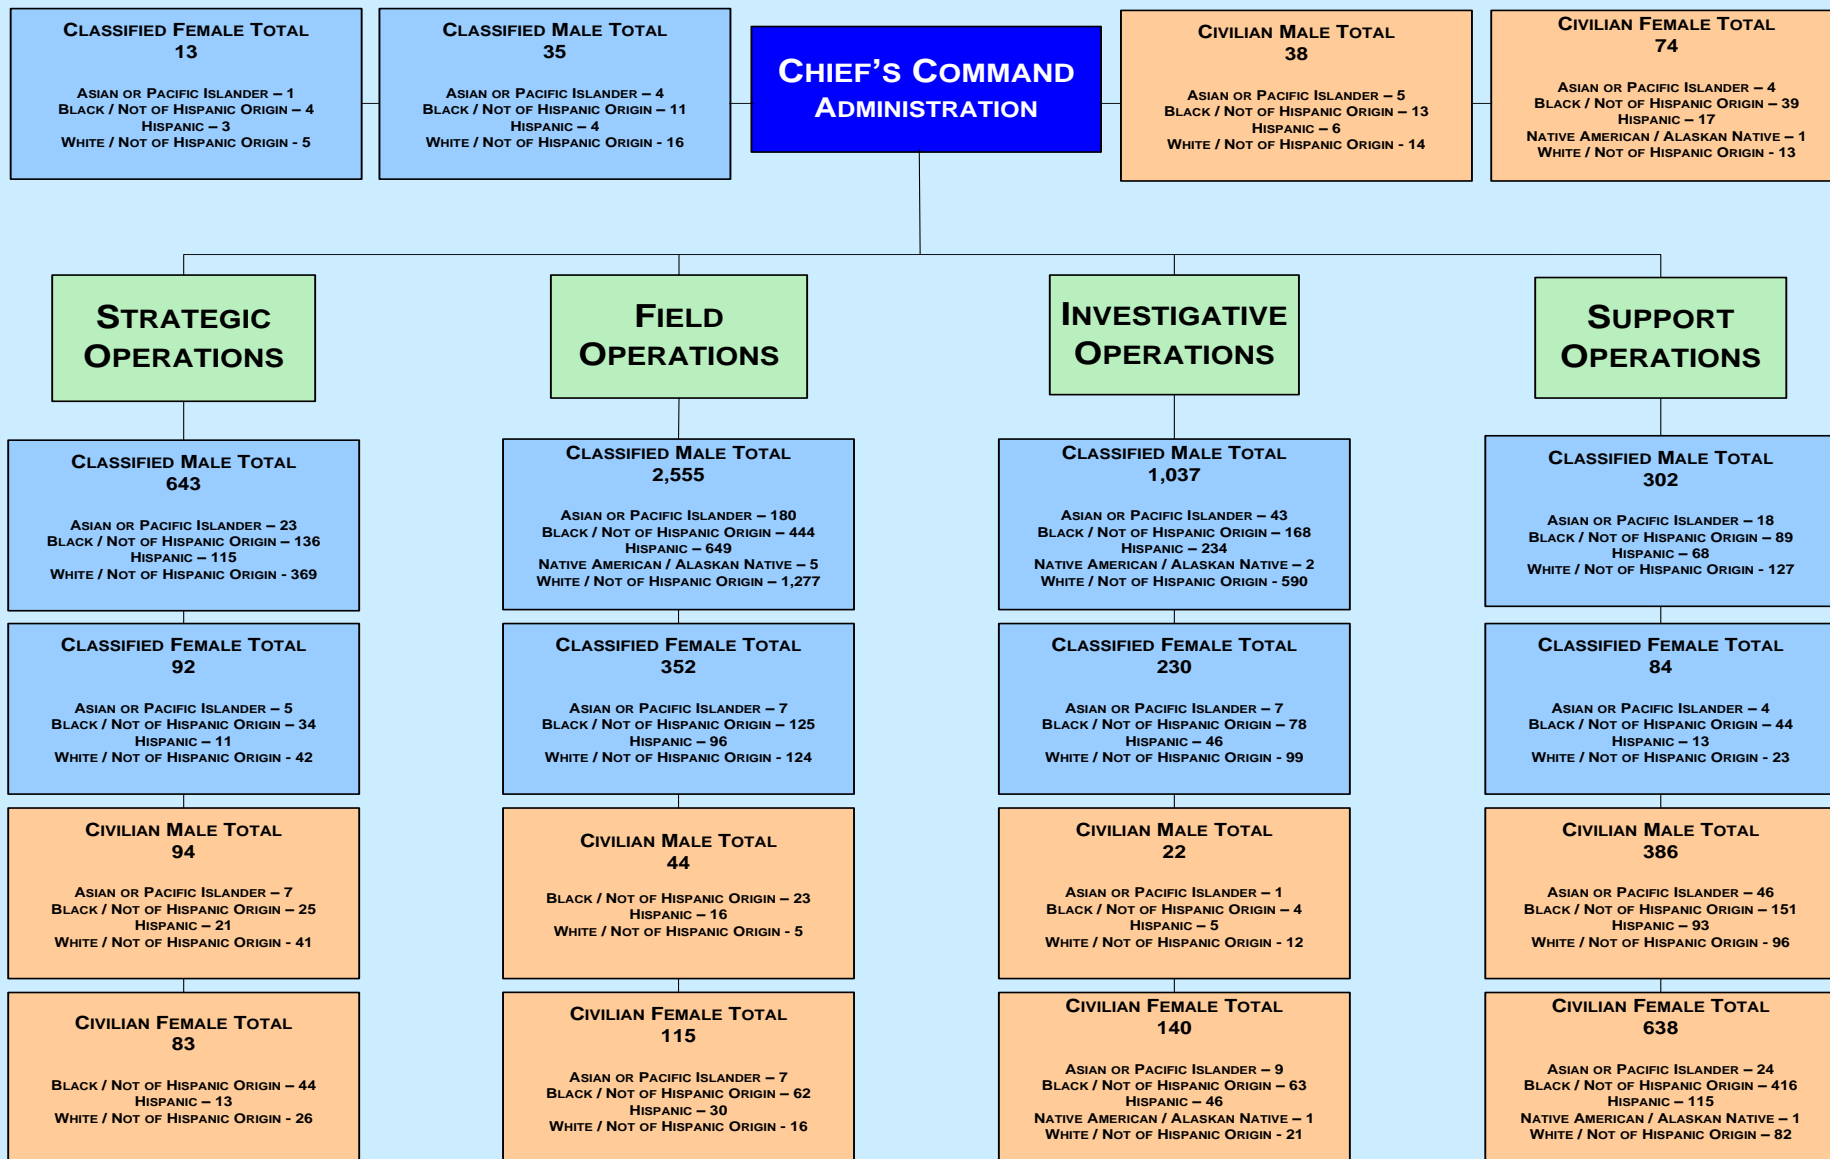 Classified Female Total
13
Asian or Pacific Islander – 1
Black / Not of Hispanic Origin – 4
Hispanic – 3
White / Not of Hispanic Origin - 5
Classified Male Total
35
Asian or Pacific Islander – 4
Black / Not of Hispanic Origin – 11
Hispanic – 4
White / Not of Hispanic Origin - 16
Chief's Command
Administration
Civilian Male Total
38
Asian or Pacific Islander – 5
Black / Not of Hispanic Origin – 13
Hispanic – 6
White / Not of Hispanic Origin - 14
Civilian Female Total
74
Asian or Pacific Islander – 4
Black / Not of Hispanic Origin – 39
Hispanic – 17
Native American / Alaskan Native – 1
White / Not of Hispanic Origin - 13
Strategic
Operations
Classified Male Total
643
Asian or Pacific Islander – 23
Black / Not of Hispanic Origin – 136
Hispanic – 115
White / Not of Hispanic Origin - 369
Classified Female Total
92
Asian or Pacific Islander – 5
Black / Not of Hispanic Origin – 34
Hispanic – 11
White / Not of Hispanic Origin - 42
Civilian Male Total
94
Asian or Pacific Islander – 7
Black / Not of Hispanic Origin – 25
Hispanic – 21
White / Not of Hispanic Origin - 41
Civilian Female Total
83
Black / Not of Hispanic Origin – 44
Hispanic – 13
White / Not of Hispanic Origin - 26
Field
Operations
Classified Male Total
2,555
Asian or Pacific Islander – 180
Black / Not of Hispanic Origin – 444
Hispanic – 649
Native American / Alaskan Native – 5
White / Not of Hispanic Origin – 1,277
Classified Female Total
352
Asian or Pacific Islander – 7
Black / Not of Hispanic Origin – 125
Hispanic – 96
White / Not of Hispanic Origin - 124
Civilian Male Total
44
Black / Not of Hispanic Origin – 23
Hispanic – 16
White / Not of Hispanic Origin - 5
Civilian Female Total
115
Asian or Pacific Islander – 7
Black / Not of Hispanic Origin – 62
Hispanic – 30
White / Not of Hispanic Origin - 16
Investigative
Operations
Classified Male Total
1,037
Asian or Pacific Islander – 43
Black / Not of Hispanic Origin – 168
Hispanic – 234
Native American / Alaskan Native – 2
White / Not of Hispanic Origin - 590
Classified Female Total
230
Asian or Pacific Islander – 7
Black / Not of Hispanic Origin – 78
Hispanic – 46
White / Not of Hispanic Origin - 99
Civilian Male Total
22
Asian or Pacific Islander – 1
Black / Not of Hispanic Origin – 4
Hispanic – 5
White / Not of Hispanic Origin - 12
Civilian Female Total
140
Asian or Pacific Islander – 9
Black / Not of Hispanic Origin – 63
Hispanic – 46
Native American / Alaskan Native – 1
White / Not of Hispanic Origin - 21
Support
Operations
Classified Male Total
302
Asian or Pacific Islander – 18
Black / Not of Hispanic Origin – 89
Hispanic – 68
White / Not of Hispanic Origin - 127
Classified Female Total
84
Asian or Pacific Islander – 4
Black / Not of Hispanic Origin – 44
Hispanic – 13
White / Not of Hispanic Origin - 23
Civilian Male Total
386
Asian or Pacific Islander – 46
Black / Not of Hispanic Origin – 151
Hispanic – 93
White / Not of Hispanic Origin - 96
Civilian Female Total
638
Asian or Pacific Islander – 24
Black / Not of Hispanic Origin – 416
Hispanic – 115
Native American / Alaskan Native – 1
White / Not of Hispanic Origin - 82